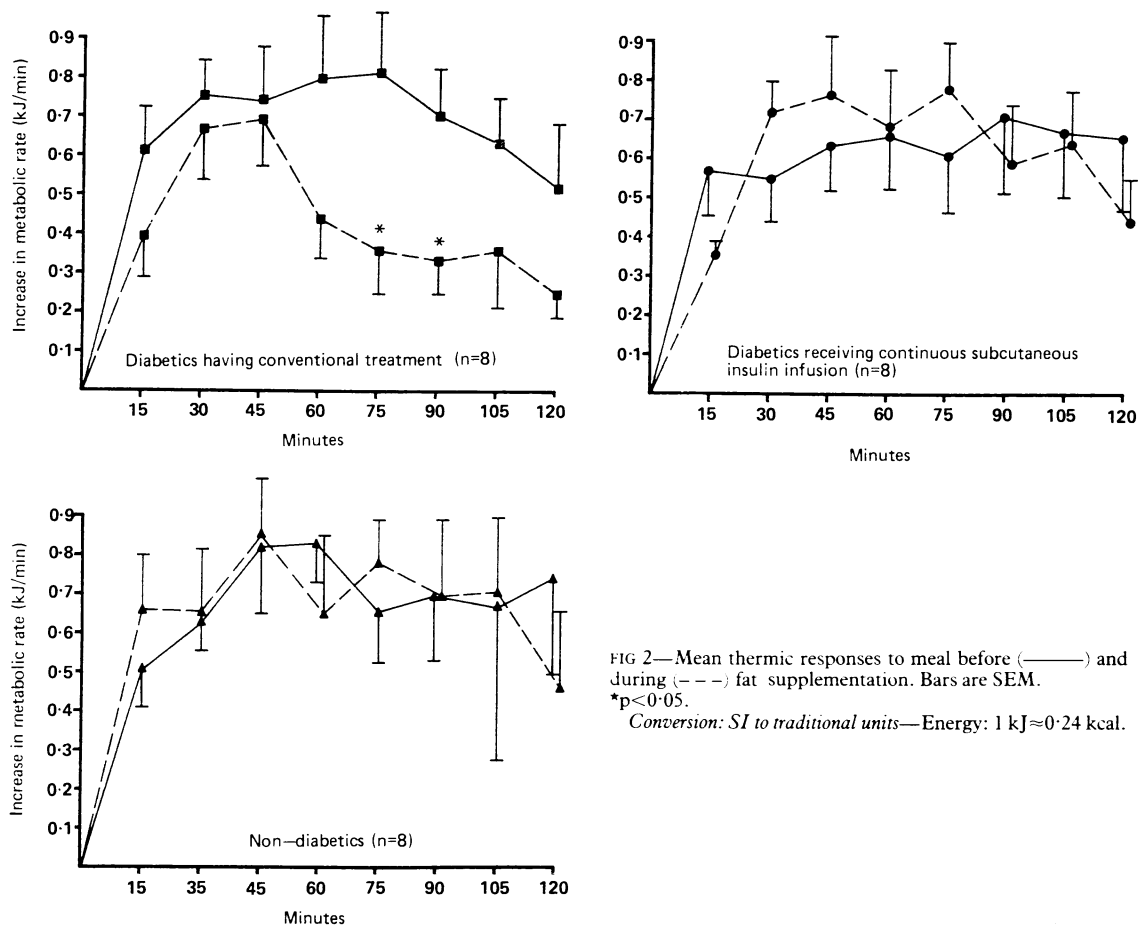 Increase in metabolic rate (kJ/min)
0·9
0·8
0·7
0·6
0·5
0·4
0·3
0·2
0·1
* *
Diabetics having conventional treatment (n=8)
15 30 45 60 75 90 105 120
Minutes
0·9
0·8
0·7
0·6
0·5
0·4
0·3
0·2
0·1
Diabetics receiving continuous subcutaneous
insulin infusion (n=8)
15 30 45 60 75 90 105 120
Minutes
Increase in metabolic rate (kJ/min)
0·9
0·8
0·7
0·6
0·5
0·4
0·3
0·2
0·1
Non–diabetics (n=8)
15 35 45 60 75 90 105 120
Minutes
FIG 2—Mean thermic responses to meal before (———) and
during (– – –) fat supplementation. Bars are SEM.
*p<0·05.
Conversion: SI to traditional units—Energy: 1 kJ≈0·24 kcal.